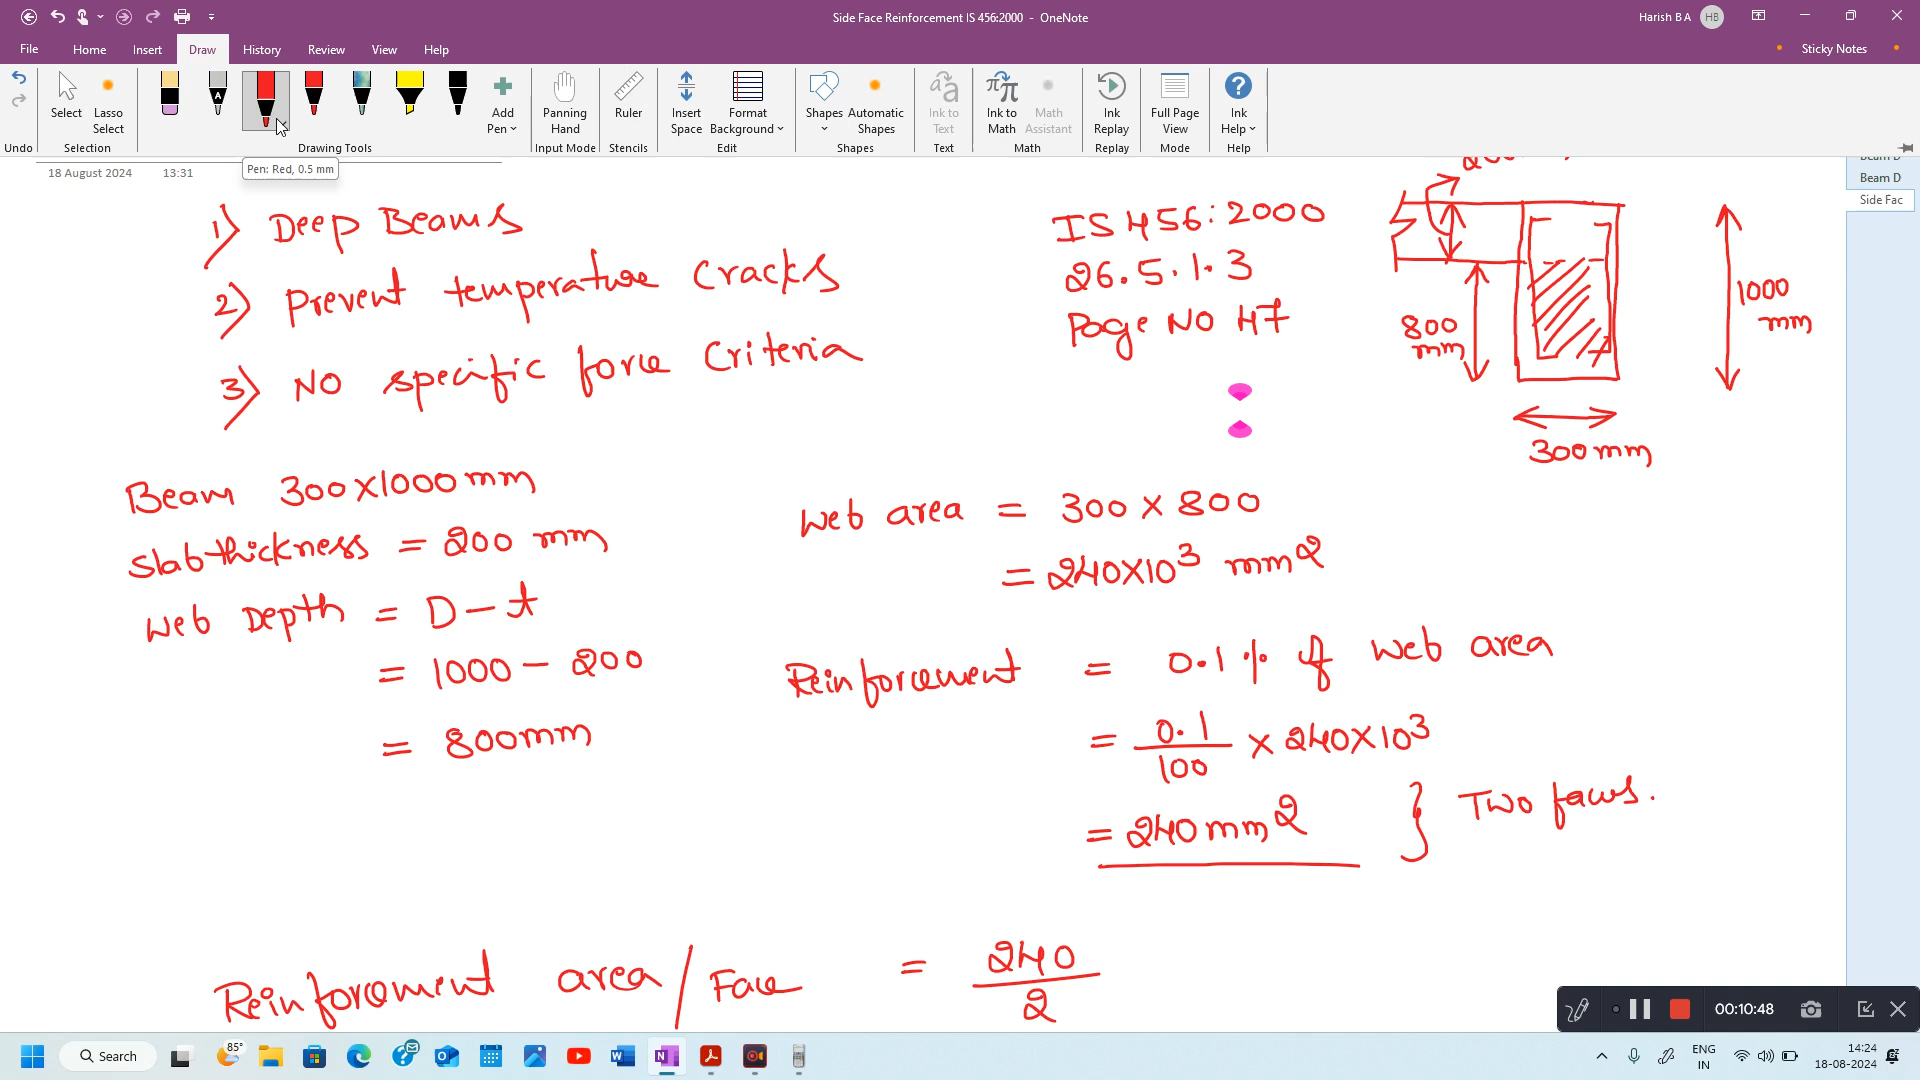 Side Face Reinforcement IS 456:2000 - OneNote
Harish B A
HB
File
Home
Insert
Draw
History
Review
View
Help
Sticky Notes
Select
Lasso Select
Add Pen
Panning Hand
Ruler
Insert Space
Format Background
Shapes
Automatic Shapes
Ink to Text
Ink to Math
Math Assistant
Ink Replay
Full Page View
Ink Help
Undo
Selection
Drawing Tools
Input Mode
Stencils
Edit
Shapes
Text
Math
Replay
Mode
Help
Pen: Red, 0.5 mm
18 August 2024
13:31
Beam D
Beam D
Side Fac
1) Deep Beams
2) Prevent temperature Cracks
3) NO specific force Criteria
IS 456:2000
26.5.1.3
Page NO 47
800 mm
1000 mm
300mm
Beam 300x1000 mm
Slab thickness = 200 mm
Web Depth = D - t
= 1000 - 200
= 800mm
Web area = 300 x 800
= 240x10³ mm²
Reinforcement = 0.1 % of Web area
= 0.1/100 x 240x10³
= 240 mm² } Two faces.
Reinforcement area/Face = 240/2
00:10:48
85°
Search
ENG
IN
14:24
18-08-2024